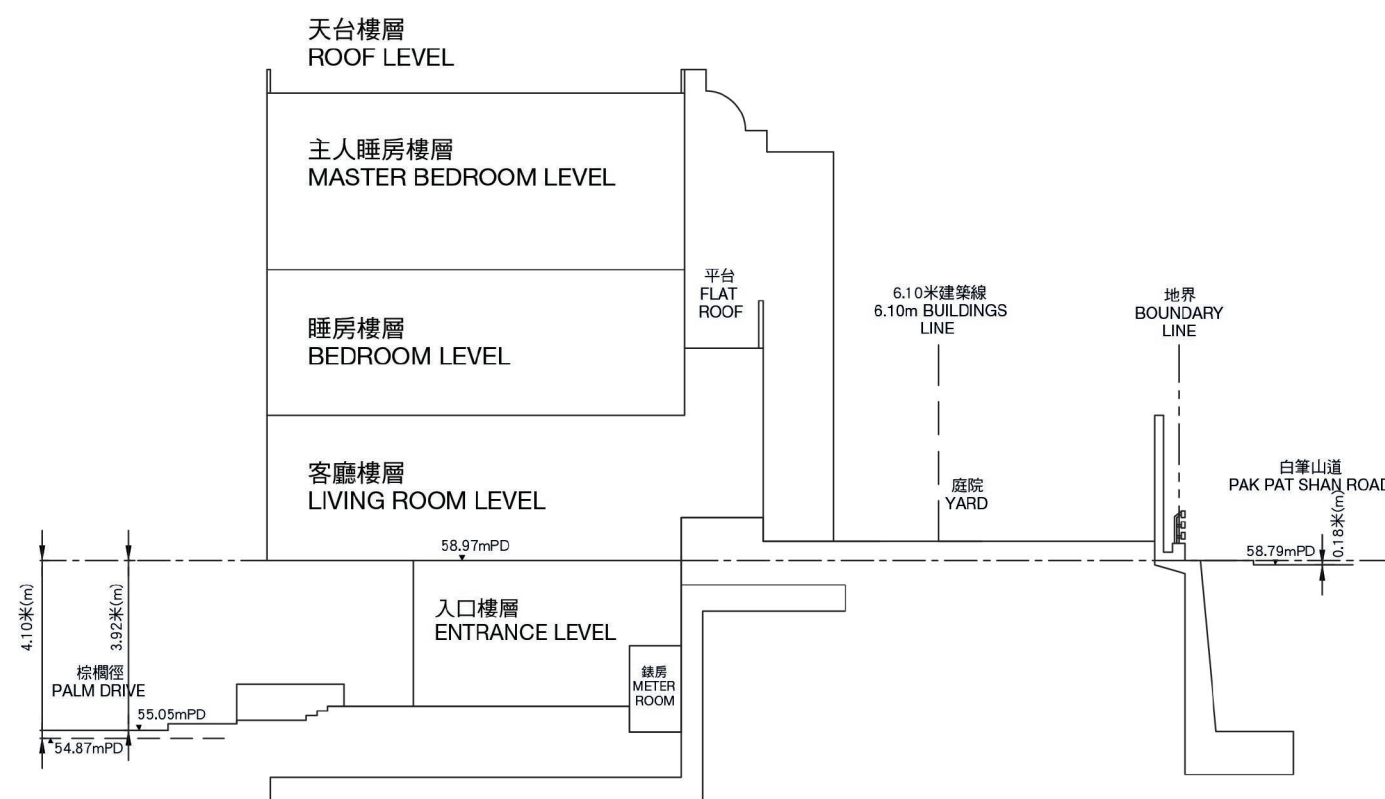 天台樓層
ROOF LEVEL
主人睡房樓層
MASTER BEDROOM LEVEL
平台
FLAT
ROOF
6.10米建築線
6.10m BUILDINGS
LINE
地界
BOUNDARY
LINE
睡房樓層
BEDROOM LEVEL
客廳樓層
LIVING ROOM LEVEL
庭院
YARD
白筆山道
PAK PAT SHAN ROAD
58.97mPD
58.79mPD
0.18米(m)
4.10米(m)
3.92米(m)
入口樓層
ENTRANCE LEVEL
錶房
METER
ROOM
棕櫚徑
PALM DRIVE
55.05mPD
54.87mPD